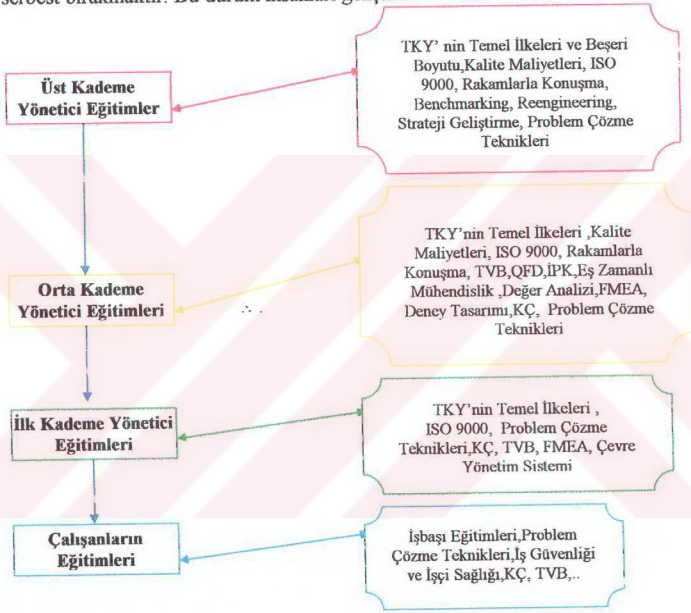 Üst Kademe
Yönetici Eğitimler
TKY' nin Temel İlkeleri ve Beşeri
Boyutu,Kalite Maliyetleri, ISO
9000, Rakamlarla Konuşma,
Benchmarking, Reengineering,
Strateji Geliştirme, Problem Çözme
Teknikleri
Orta Kademe
Yönetici Eğitimleri
TKY'nin Temel İlkeleri ,Kalite
Maliyetleri, ISO 9000, Rakamlarla
Konuşma, TVB,QFD,İPK,Eş Zamanlı
Mühendislik ,Değer Analizi,FMEA,
Deney Tasarımı,KÇ, Problem Çözme
Teknikleri
İlk Kademe Yönetici
Eğitimleri
TKY'nin Temel İlkeleri ,
ISO 9000, Problem Çözme
Teknikleri,KÇ, TVB, FMEA, Çevre
Yönetim Sistemi
Çalışanların
Eğitimleri
İşbaşı Eğitimleri,Problem
Çözme Teknikleri,İş Güvenliği
ve İşçi Sağlığı,KÇ, TVB,..